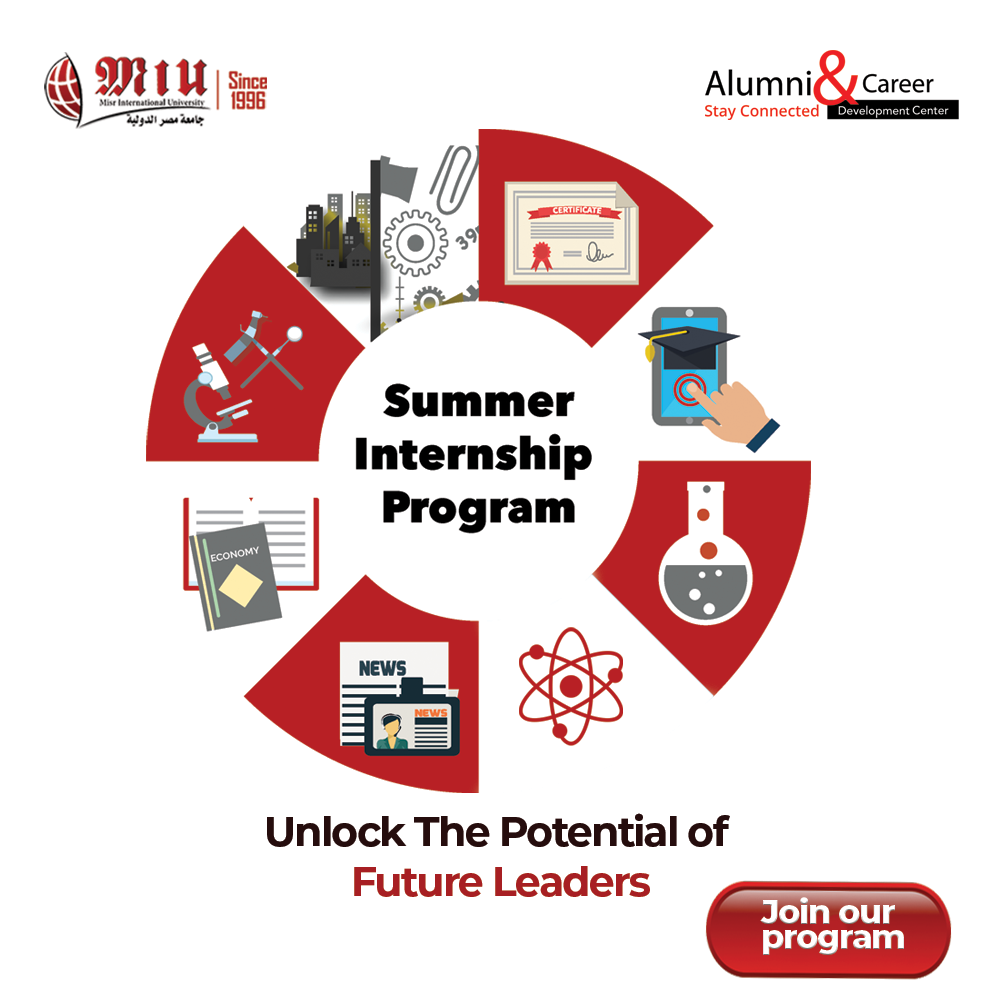 MIU
Misr International University
جامعة مصر الدولية
Since
1996
Alumni & Career
Stay Connected
Development Center
CERTIFICATE
Summer
Internship
Program
ECONOMY
NEWS
NEWS
Unlock The Potential of
Future Leaders
Join our
program